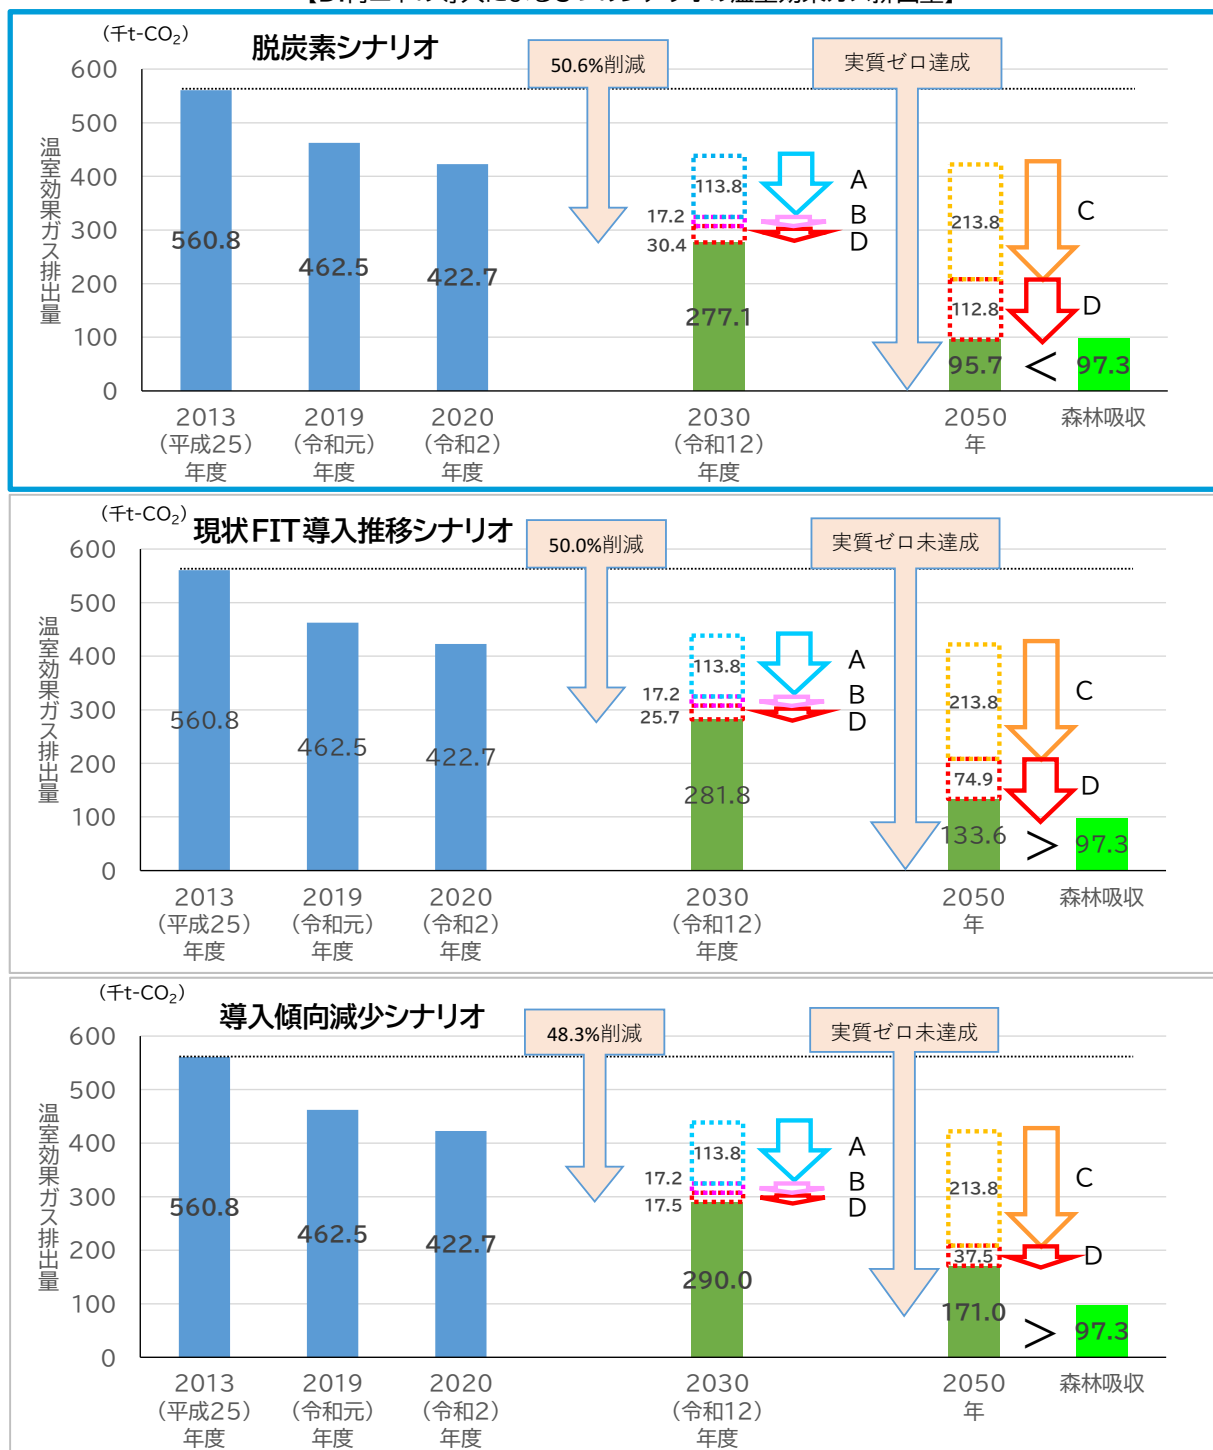 (千t-CO₂)
脱炭素シナリオ
50.6%削減
実質ゼロ達成
温室効果ガス排出量
600
500
400
300
200
100
0
560.8
462.5
422.7
113.8
17.2
30.4
277.1
A
B
D
213.8
112.8
95.7
C
D
<
97.3
2013
(平成25)
年度
2019
(令和元)
年度
2020
(令和2)
年度
2030
(令和12)
年度
2050
年
森林吸収
(千t-CO₂)
現状FIT導入推移シナリオ
50.0%削減
実質ゼロ未達成
温室効果ガス排出量
600
500
400
300
200
100
0
560.8
462.5
422.7
113.8
17.2
25.7
281.8
A
B
D
213.8
74.9
133.6
C
D
>
97.3
2013
(平成25)
年度
2019
(令和元)
年度
2020
(令和2)
年度
2030
(令和12)
年度
2050
年
森林吸収
(千t-CO₂)
導入傾向減少シナリオ
48.3%削減
実質ゼロ未達成
温室効果ガス排出量
600
500
400
300
200
100
0
560.8
462.5
422.7
113.8
17.2
17.5
290.0
A
B
D
213.8
37.5
171.0
C
D
>
97.3
2013
(平成25)
年度
2019
(令和元)
年度
2020
(令和2)
年度
2030
(令和12)
年度
2050
年
森林吸収